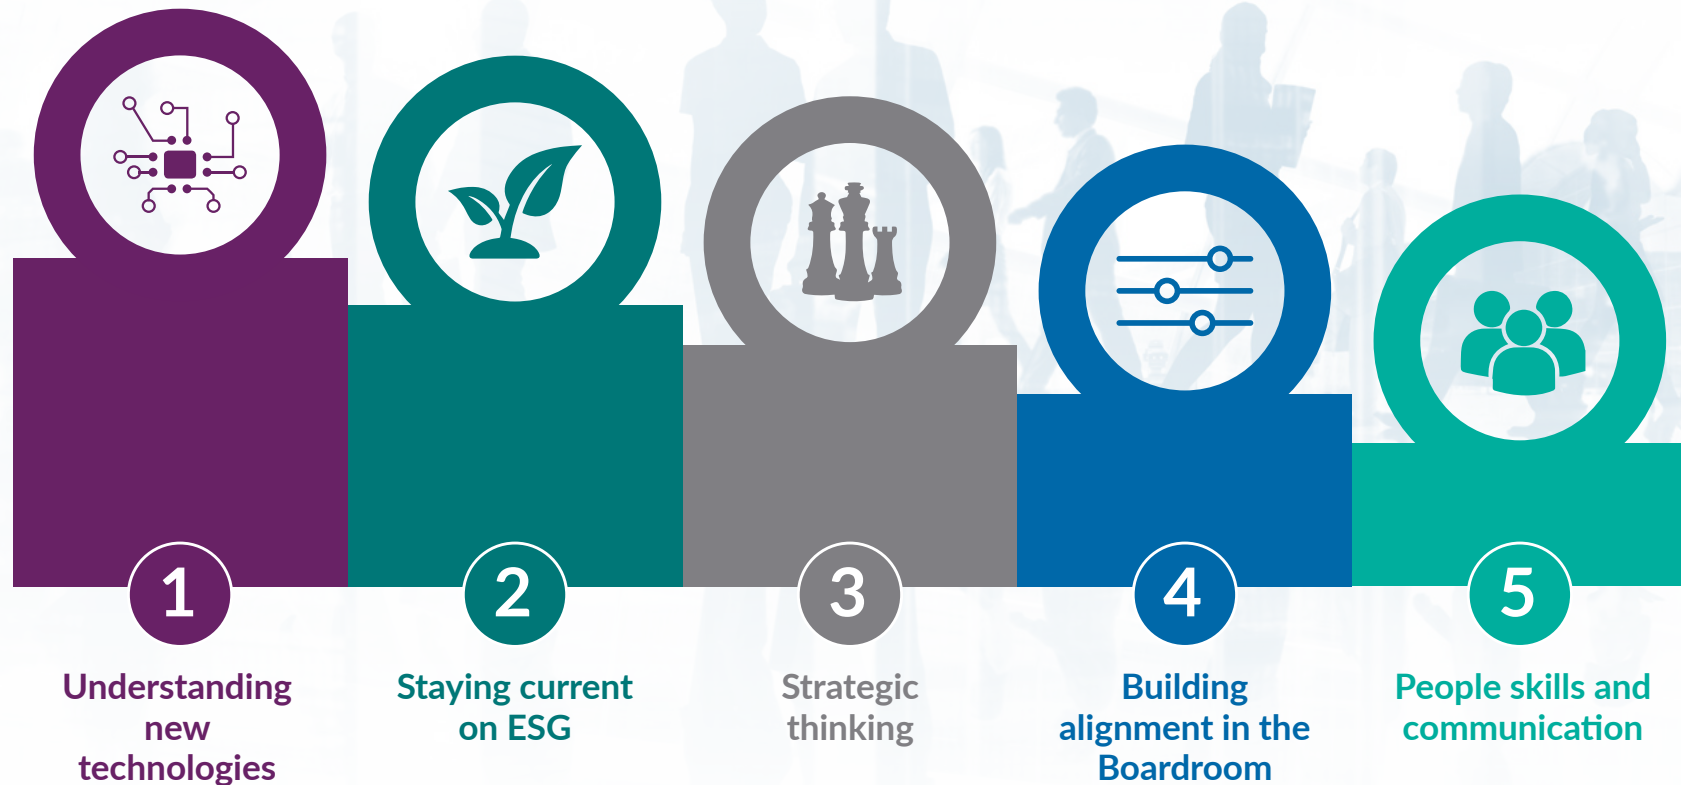 1
Understanding
new
technologies
2
Staying current
on ESG
3
Strategic
thinking
4
Building
alignment in the
Boardroom
5
People skills and
communication